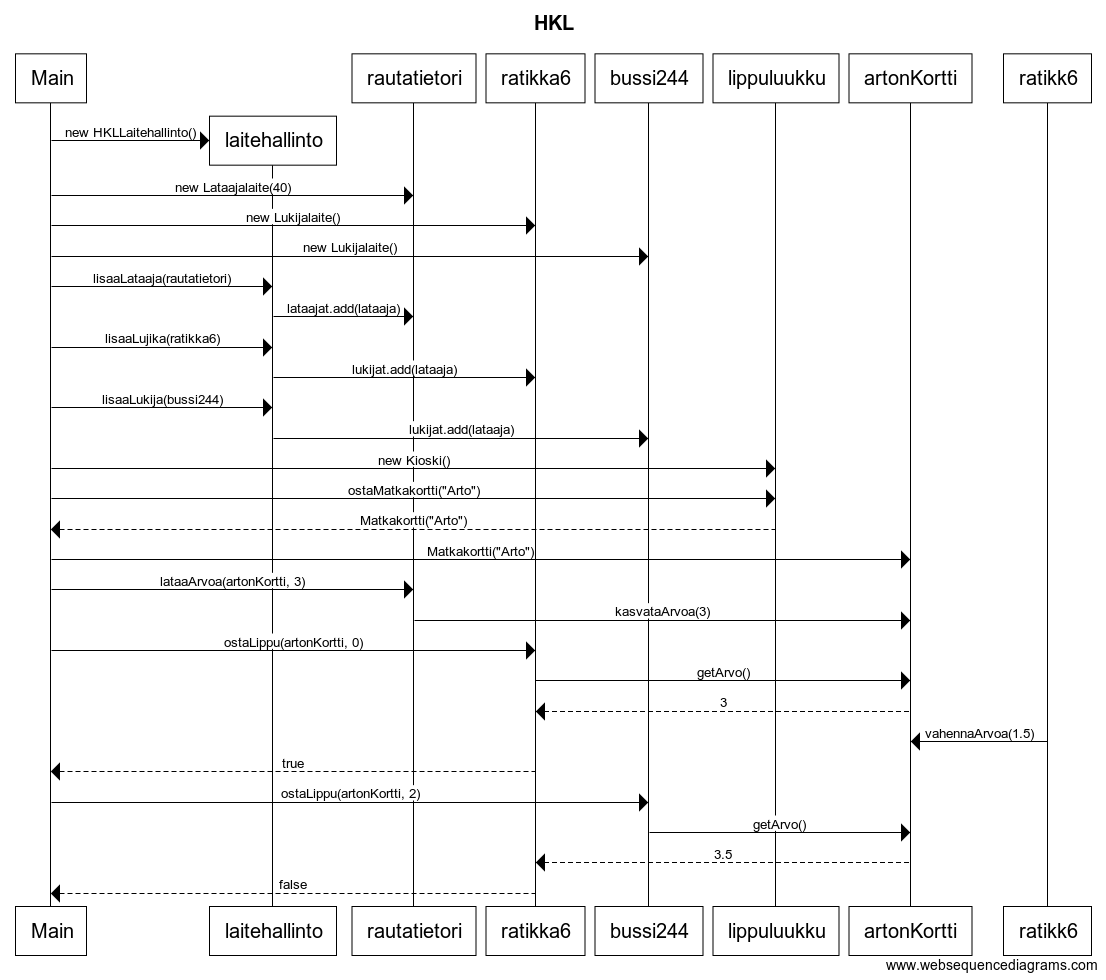 HKL
Main
rautatietori
ratikka6
bussi244
lippuluukku
artonKortti
ratikk6
new HKLLaitehallinto()
laitehallinto
new Lataajalaite(40)
new Lukijalaite()
new Lukijalaite()
lisaaLataaja(rautatietori)
lataajat.add(lataaja)
lisaaLujika(ratikka6)
lukijat.add(lataaja)
lisaaLukija(bussi244)
lukijat.add(lataaja)
new Kioski()
ostaMatkakortti("Arto")
Matkakortti("Arto")
Matkakortti("Arto")
lataaArvoa(artonKortti, 3)
kasvataArvoa(3)
ostaLippu(artonKortti, 0)
getArvo()
3
vahennaArvoa(1.5)
true
ostaLippu(artonKortti, 2)
getArvo()
3.5
false
Main
laitehallinto
rautatietori
ratikka6
bussi244
lippuluukku
artonKortti
ratikk6
www.websequencediagrams.com